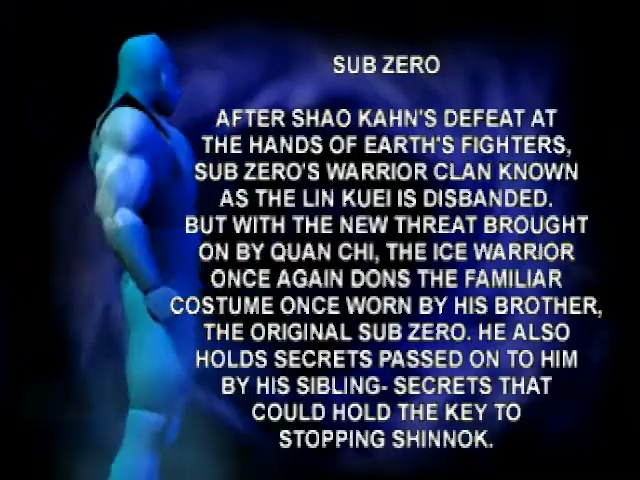 SUB ZERO
AFTER SHAO KAHN'S DEFEAT AT
THE HANDS OF EARTH'S FIGHTERS,
SUB ZERO'S WARRIOR CLAN KNOWN
AS THE LIN KUEI IS DISBANDED.
BUT WITH THE NEW THREAT BROUGHT
ON BY QUAN CHI, THE ICE WARRIOR
ONCE AGAIN DONS THE FAMILIAR
COSTUME ONCE WORN BY HIS BROTHER,
THE ORIGINAL SUB ZERO. HE ALSO
HOLDS SECRETS PASSED ON TO HIM
BY HIS SIBLING- SECRETS THAT
COULD HOLD THE KEY TO
STOPPING SHINNOK.